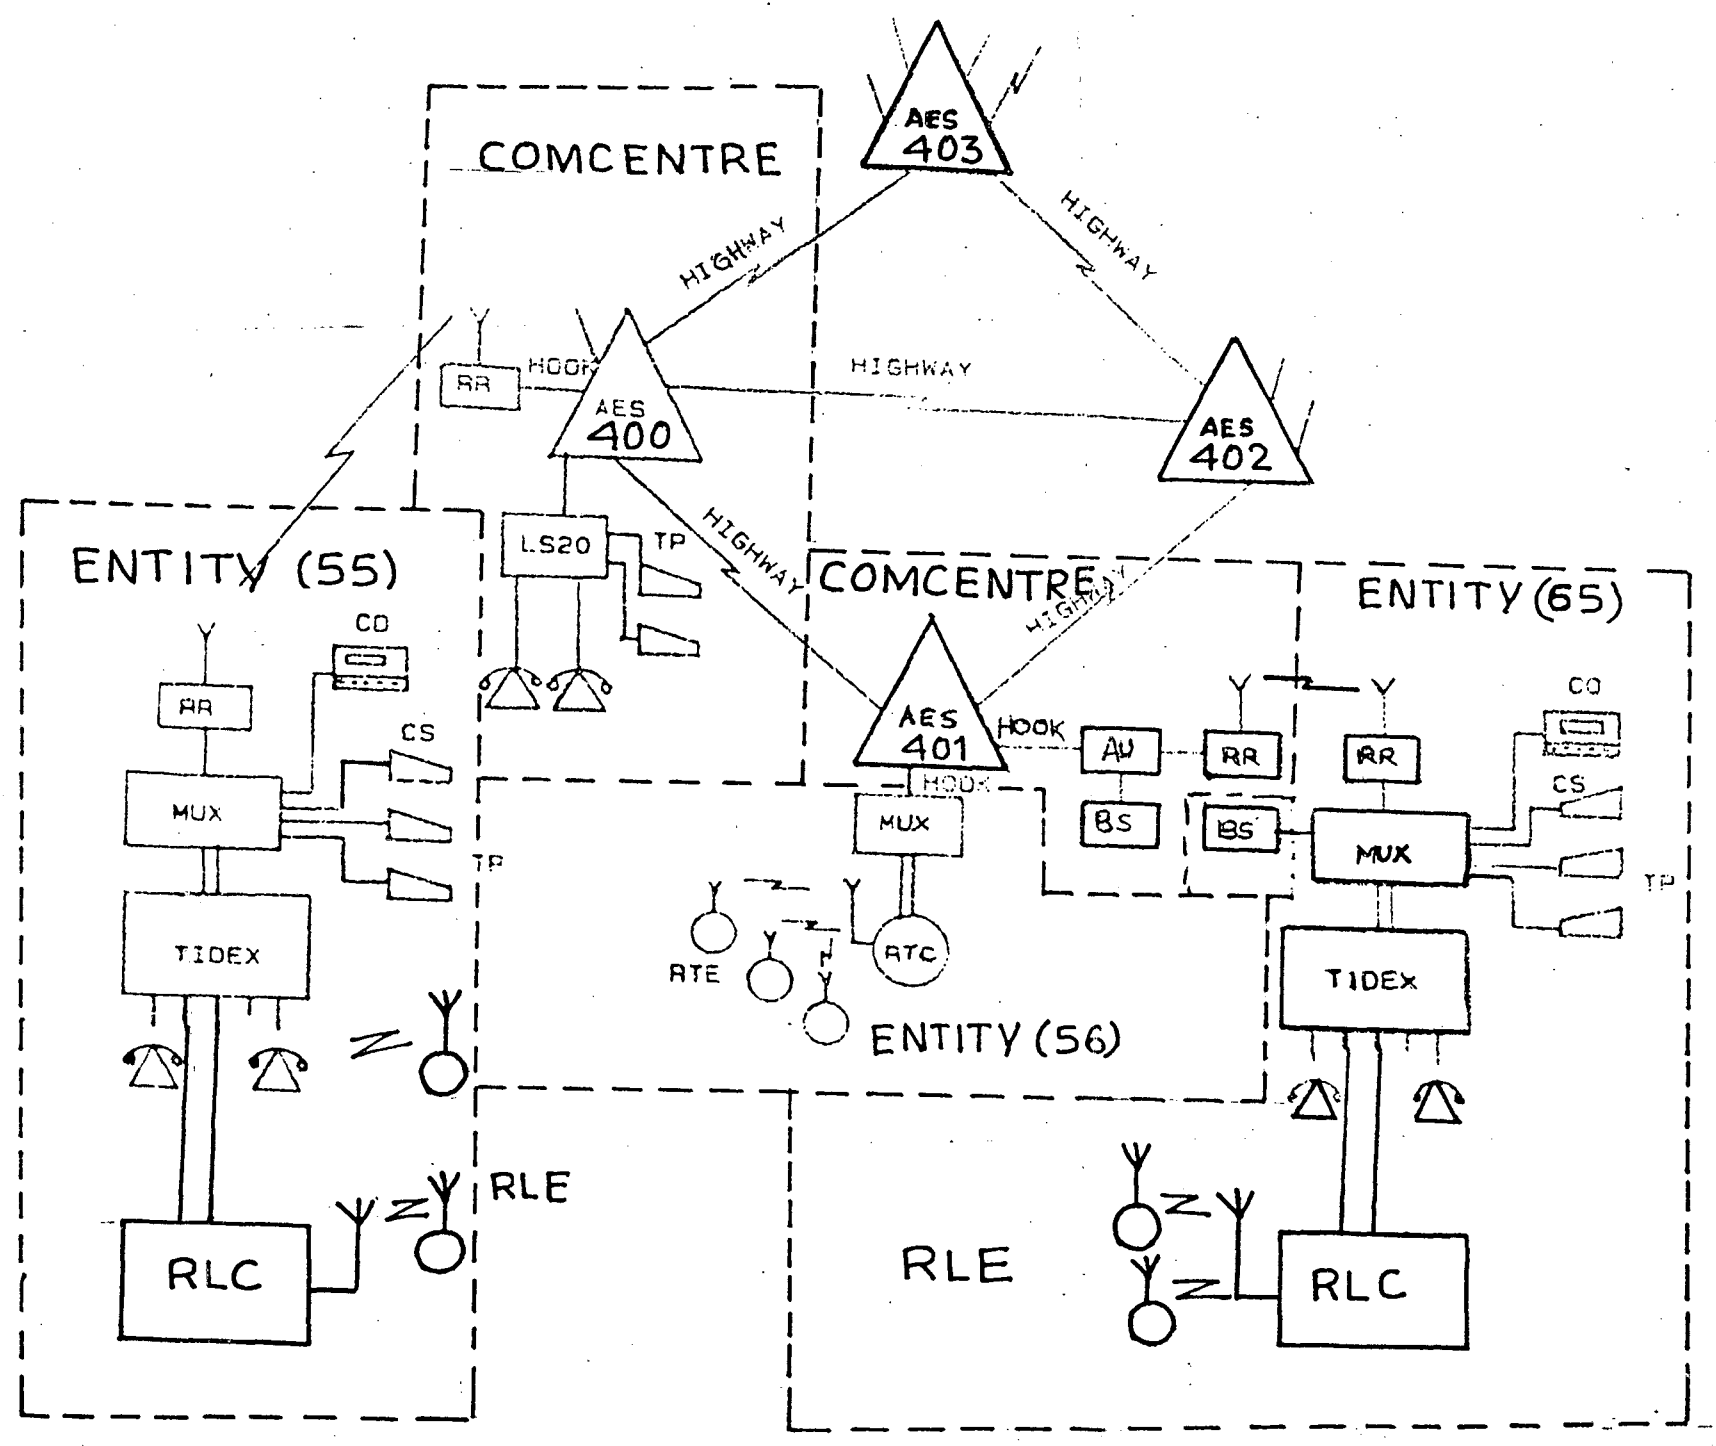 AES
403
COMCENTRE
HIGHWAY
HIGHWAY
HOOK
RR
HIGHWAY
AES
400
AES
402
LS20
TP
HIGHWAY
ENTITY (55)
COMCENTRE
HIGHWAY
ENTITY (65)
CD
RR
CS
AES
401
HOOK
AU
RR
RR
CO
HOOK
CS
MUX
MUX
BS
BS
MUX
TP
TP
TIDEX
RTE
RTC
TIDEX
ENTITY (56)
RLE
RLC
RLE
RLC